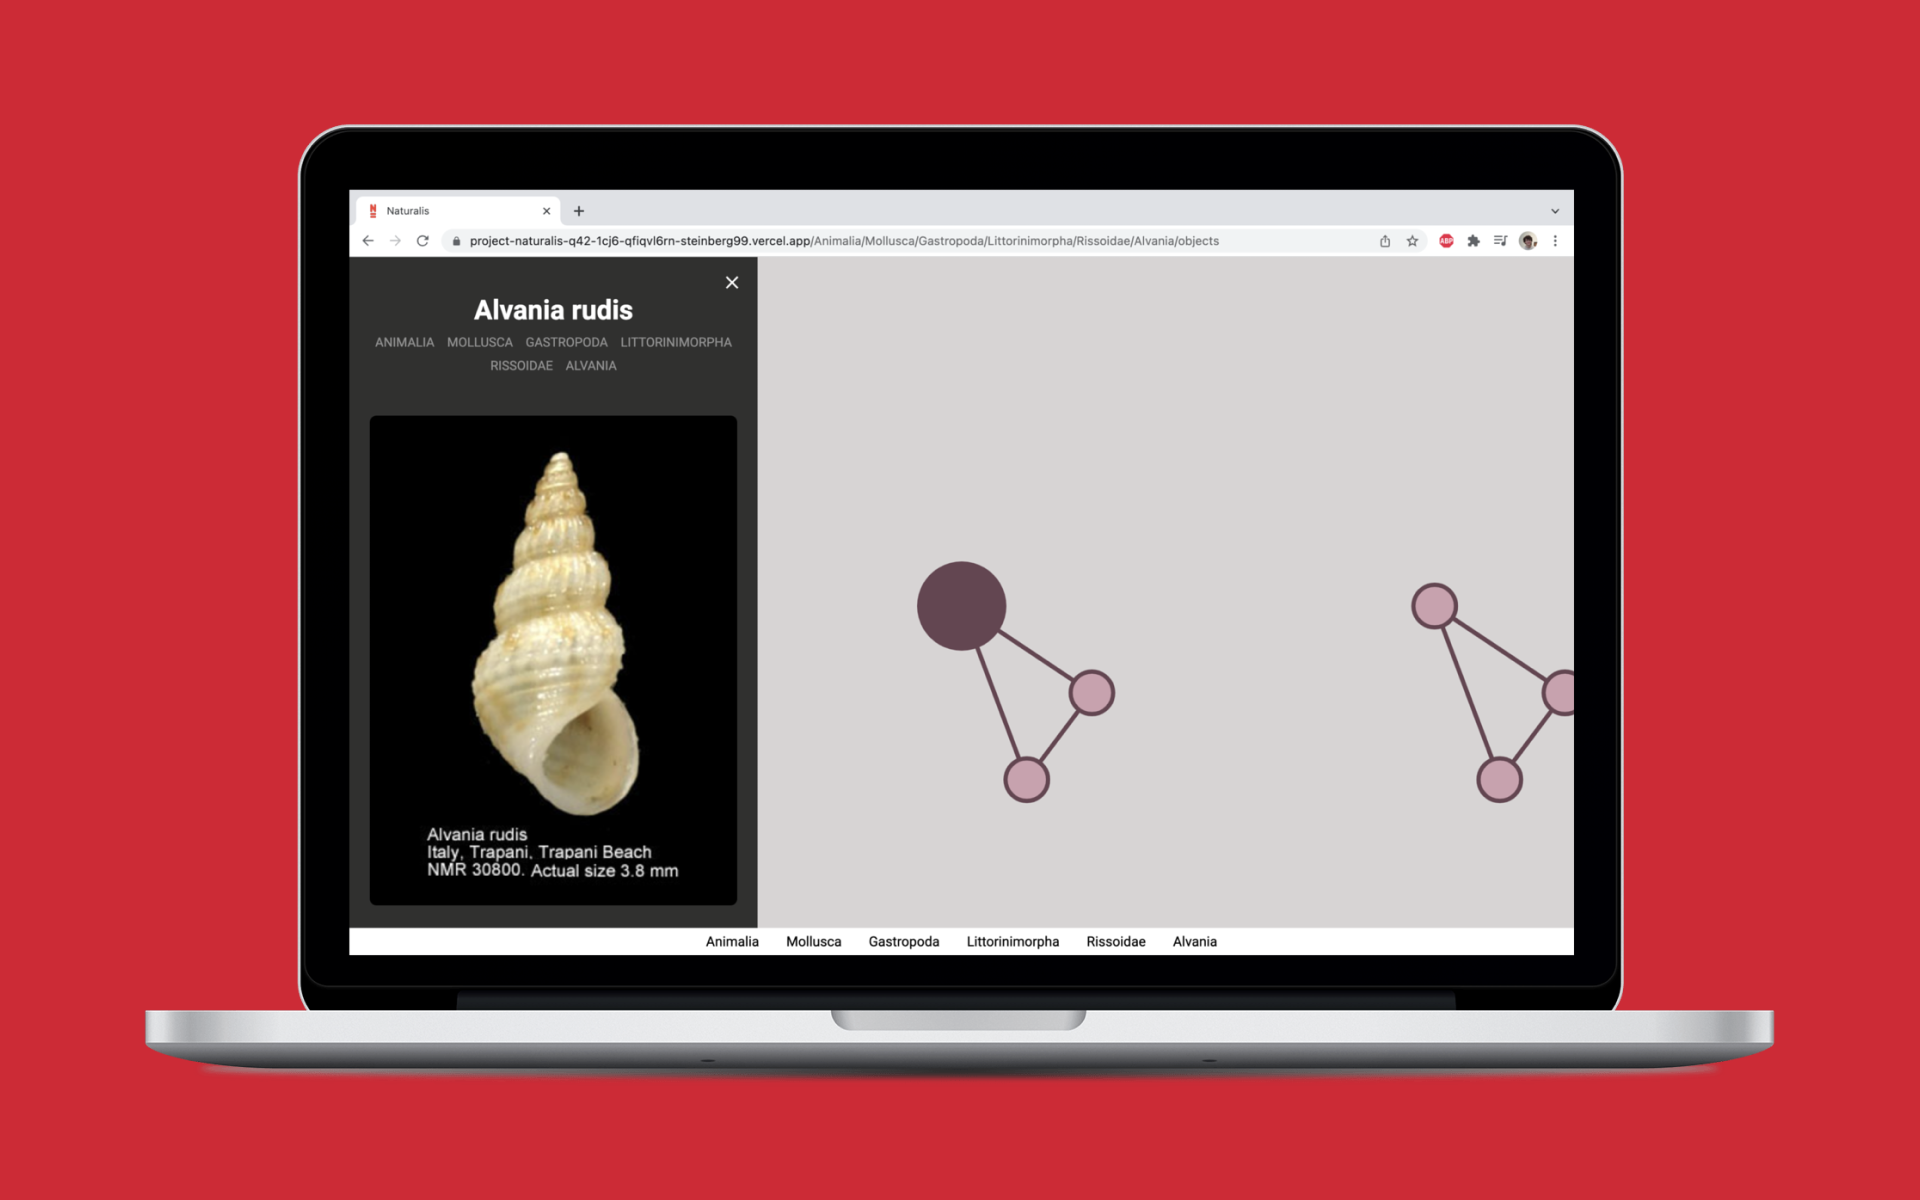 Naturalis
project-naturalis-q42-1cj6-qfiqvl6rn-steinberg99.vercel.app/Animalia/Mollusca/Gastropoda/Littorinimorpha/Rissoidae/Alvania/objects
ABP
Alvania rudis
ANIMALIA MOLLUSCA GASTROPODA LITTORINIMORPHA
RISSOIDAE ALVANIA
Alvania rudis
Italy, Trapani, Trapani Beach
NMR 30800. Actual size 3.8 mm
Animalia Mollusca Gastropoda Littorinimorpha Rissoidae Alvania